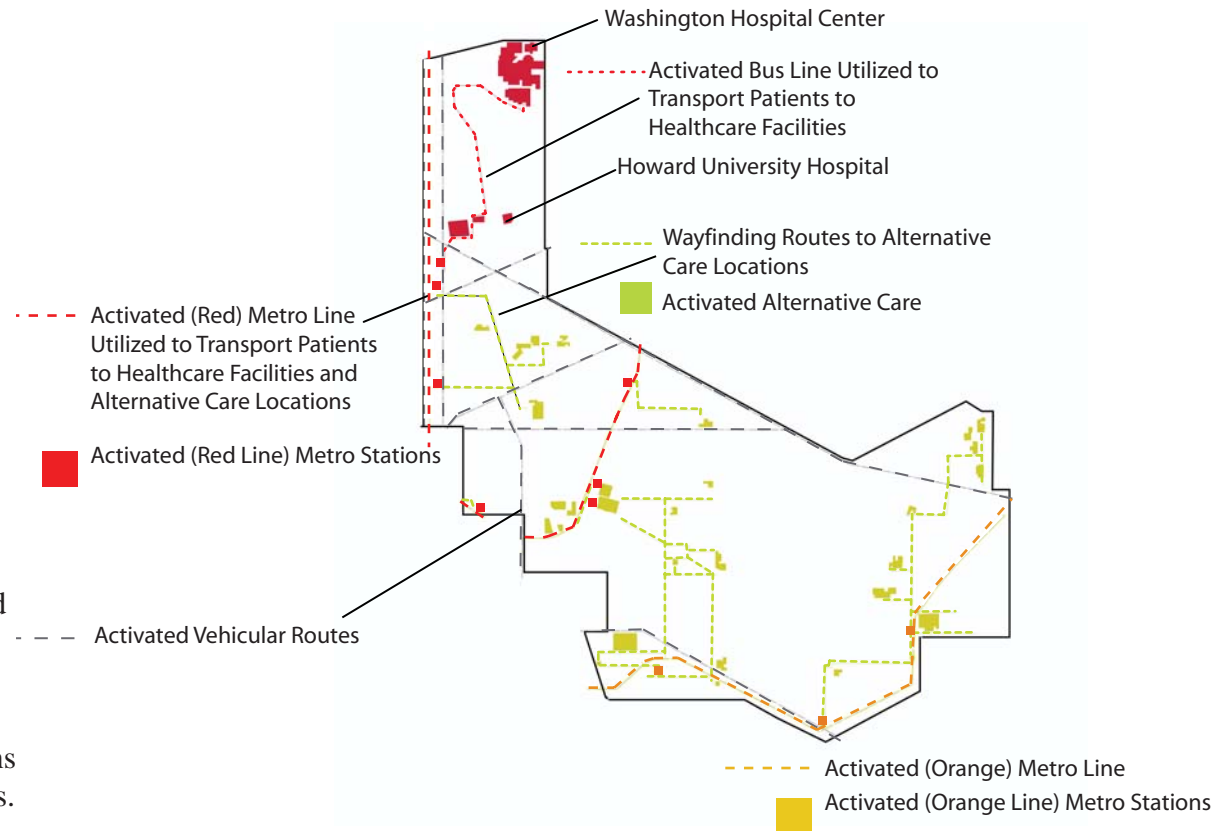 Washington Hospital Center
Activated Bus Line Utilized to
Transport Patients to
Healthcare Facilities
Howard University Hospital
Wayfinding Routes to Alternative
Care Locations
Activated Alternative Care
Activated (Red) Metro Line
Utilized to Transport Patients
to Healthcare Facilities and
Alternative Care Locations
Activated (Red Line) Metro Stations
Activated Vehicular Routes
s.
Activated (Orange) Metro Line
Activated (Orange Line) Metro Stations